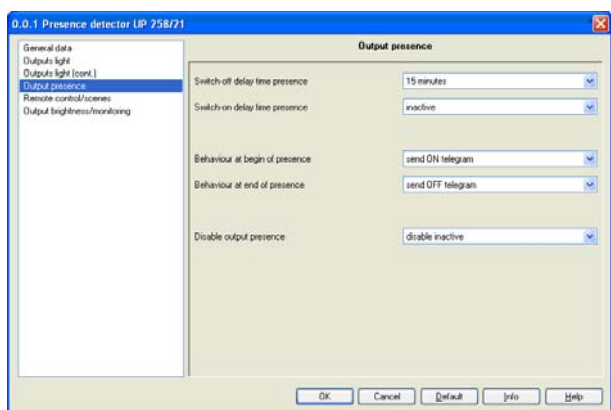 0.0.1 Presence detector UP 258/21
General data
Outputs light
Outputs light (cont.)
Output presence
Remote control/scenes
Output brightness/monitoring
Output presence
Switch-off delay time presence 15 minutes
Switch-on delay time presence inactive
Behaviour at begin of presence send ON telegram
Behaviour at end of presence send OFF telegram
Disable output presence disable inactive
OK Cancel Default Info Help